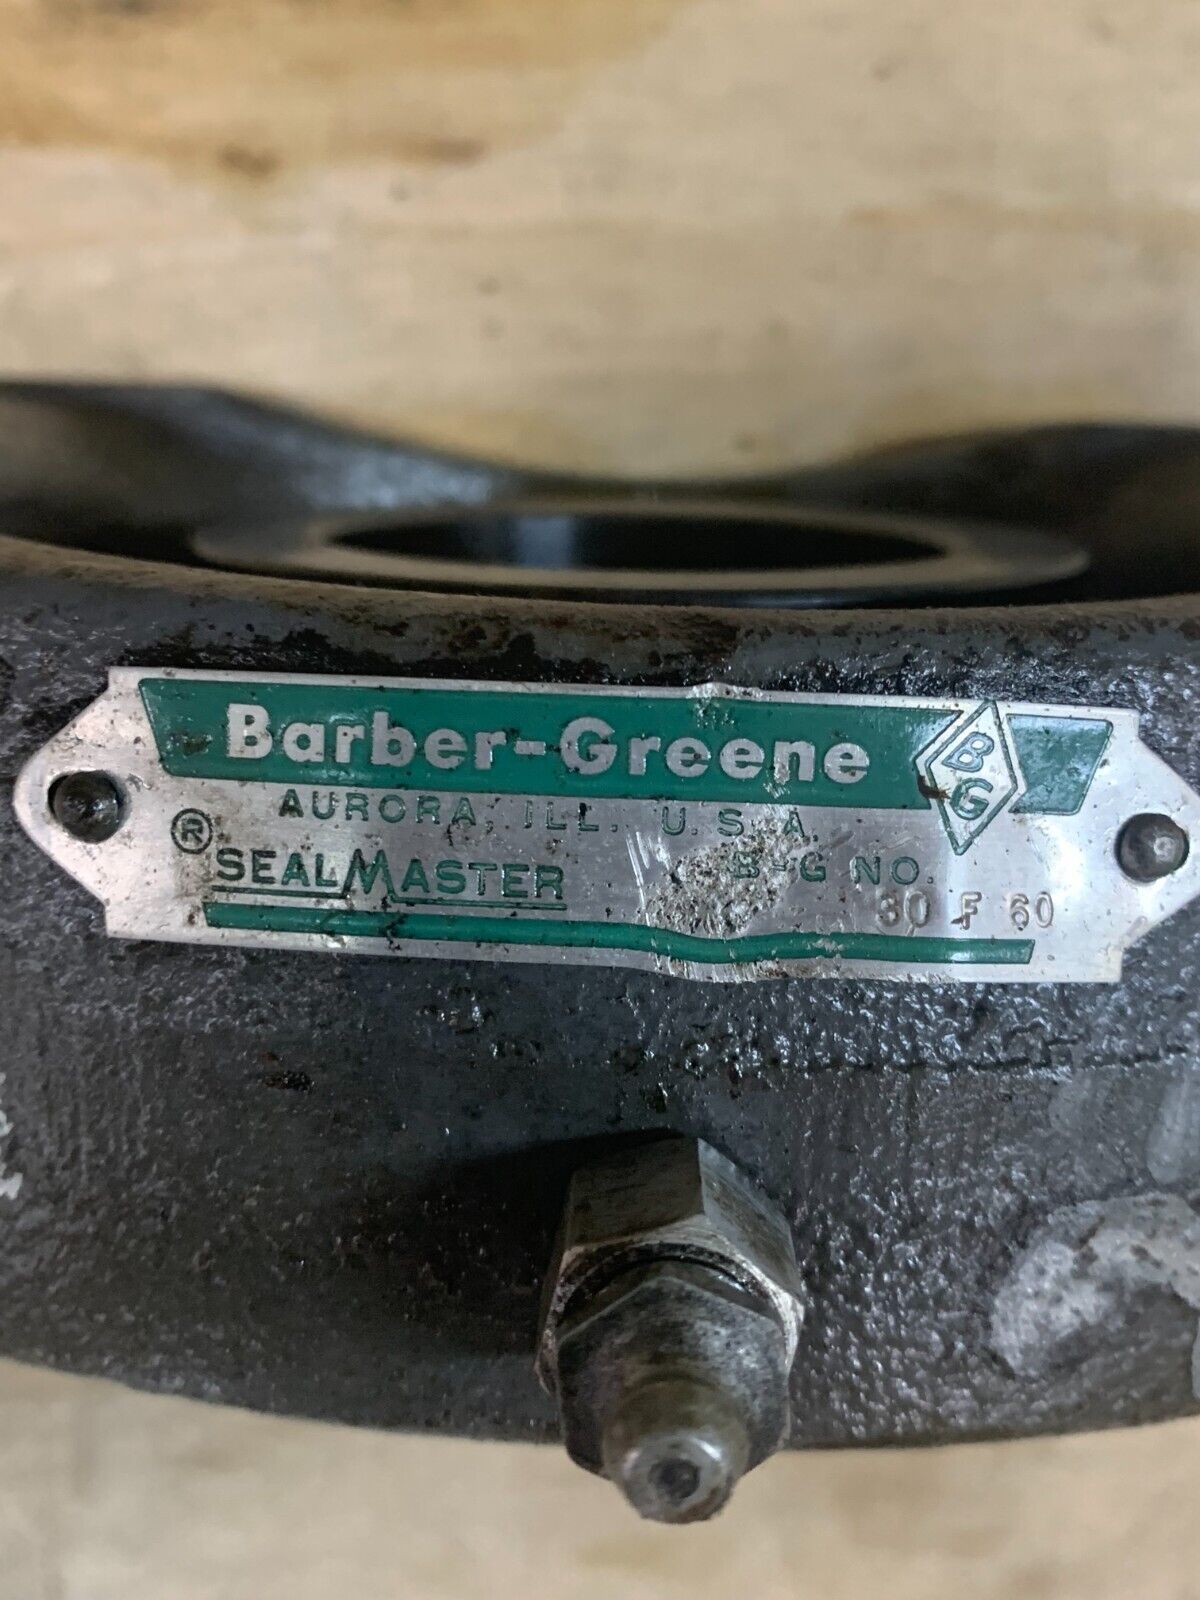 Barber-Greene
BG
AURORA, ILL. U.S.A.
® SEALMASTER B-G NO.
30 F 60